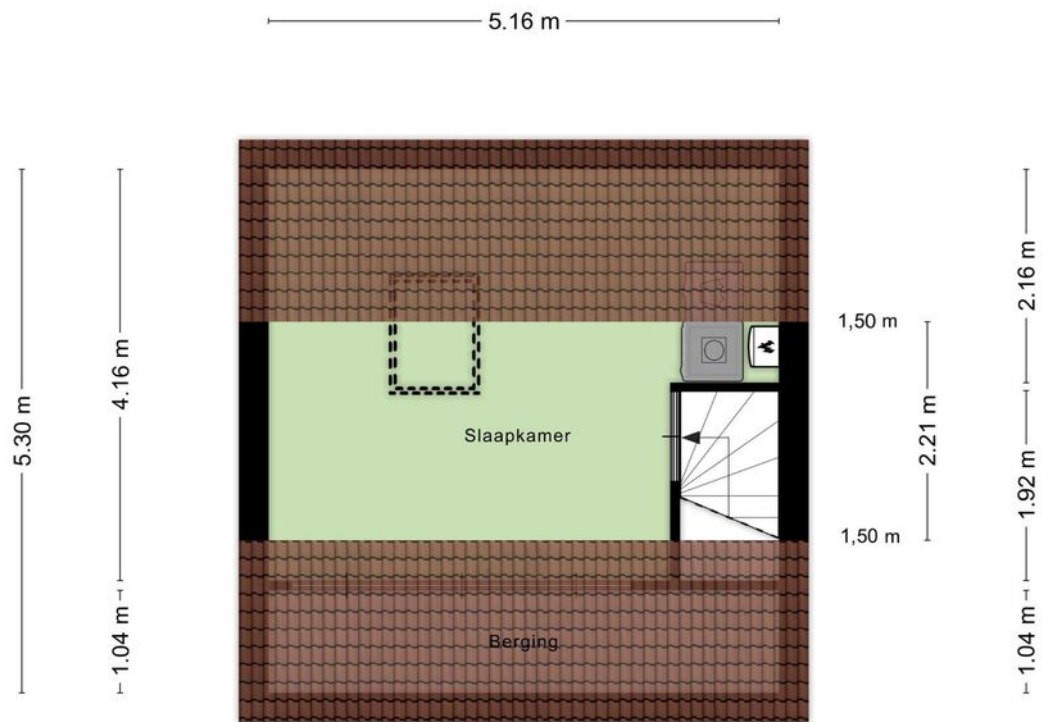 5.16 m
5.30 m
4.16 m
1.04 m
Slaapkamer
Berging
1,50 m
2.21 m
1,50 m
2.16 m
1.92 m
1.04 m